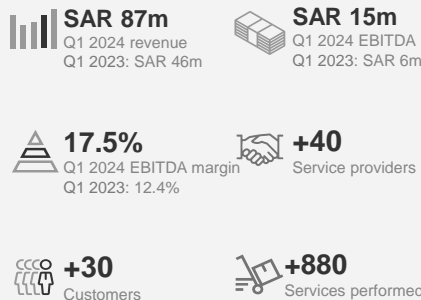 SAR 87m
Q1 2024 revenue
Q1 2023: SAR 46m
SAR 15m
Q1 2024 EBITDA
Q1 2023: SAR 6m
17.5%
Q1 2024 EBITDA margin
Q1 2023: 12.4%
+40
Service providers
+30
Customers
+880
Services performed